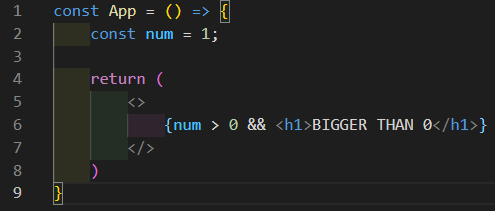 1 const App = () => {
2     const num = 1;
3
4     return (
5         <>
6             {num > 0 && <h1>BIGGER THAN 0</h1>}
7         </>
8     )
9 }